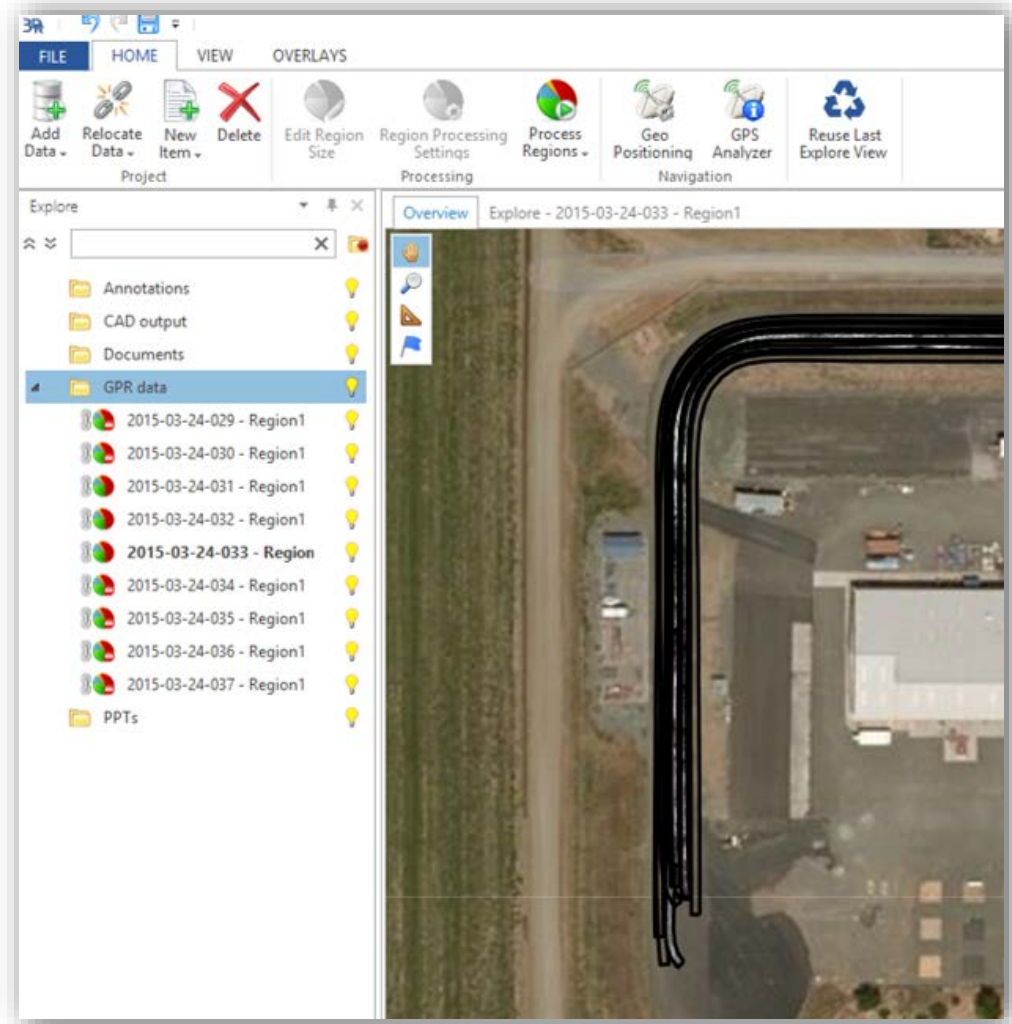 3R
FILE HOME VIEW OVERLAYS
Add Data
Relocate Data
New Item
Delete
Edit Region Size
Region Processing Settings
Process Regions
Geo Positioning
GPS Analyzer
Reuse Last Explore View
Project Processing Navigation
Explore
Overview Explore - 2015-03-24-033 - Region1
Annotations
CAD output
Documents
GPR data
2015-03-24-029 - Region1
2015-03-24-030 - Region1
2015-03-24-031 - Region1
2015-03-24-032 - Region1
2015-03-24-033 - Region
2015-03-24-034 - Region1
2015-03-24-035 - Region1
2015-03-24-036 - Region1
2015-03-24-037 - Region1
PPTs